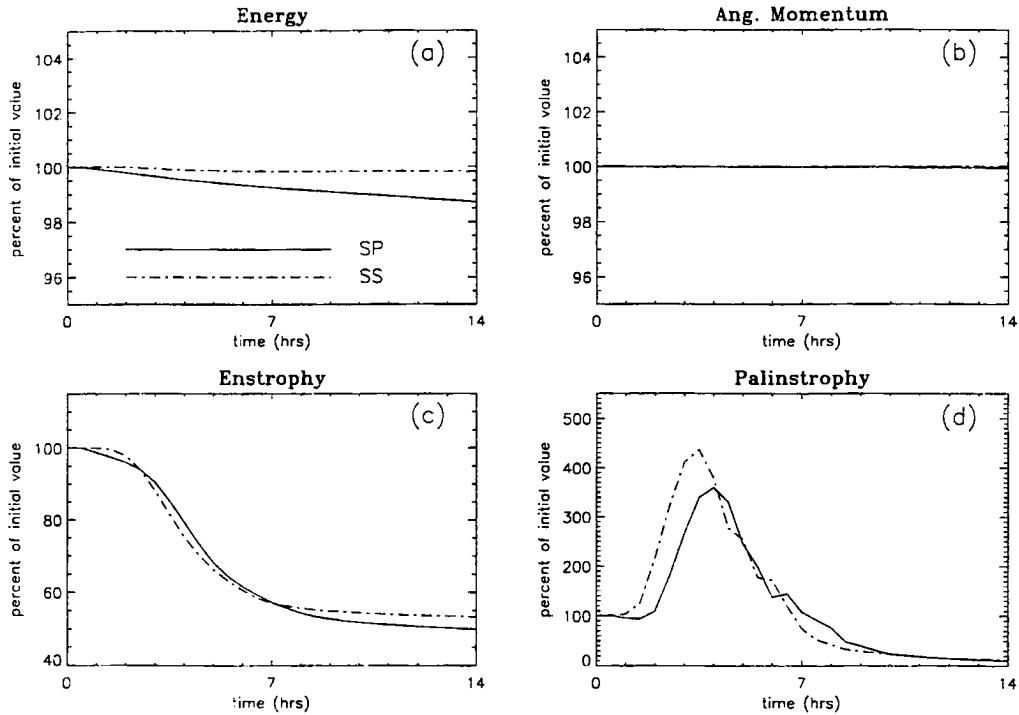 Energy
(a)
percent of initial value
104
102
100
98
96
SP
SS
0
7
14
time (hrs)
Ang. Momentum
(b)
percent of initial value
104
102
100
98
96
0
7
14
time (hrs)
Enstrophy
(c)
percent of initial value
100
80
60
40
0
7
14
time (hrs)
Palinstrophy
(d)
percent of initial value
500
400
300
200
100
0
0
7
14
time (hrs)